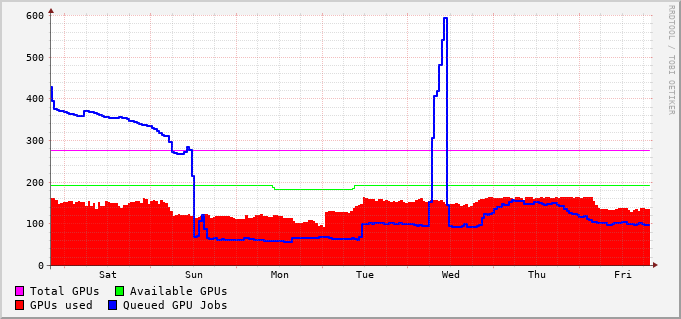 600
500
400
300
200
100
0
Sat Sun Mon Tue Wed Thu Fri
RRDTOOL / TOBI OETIKER
Total GPUs Available GPUs
GPUs used Queued GPU Jobs